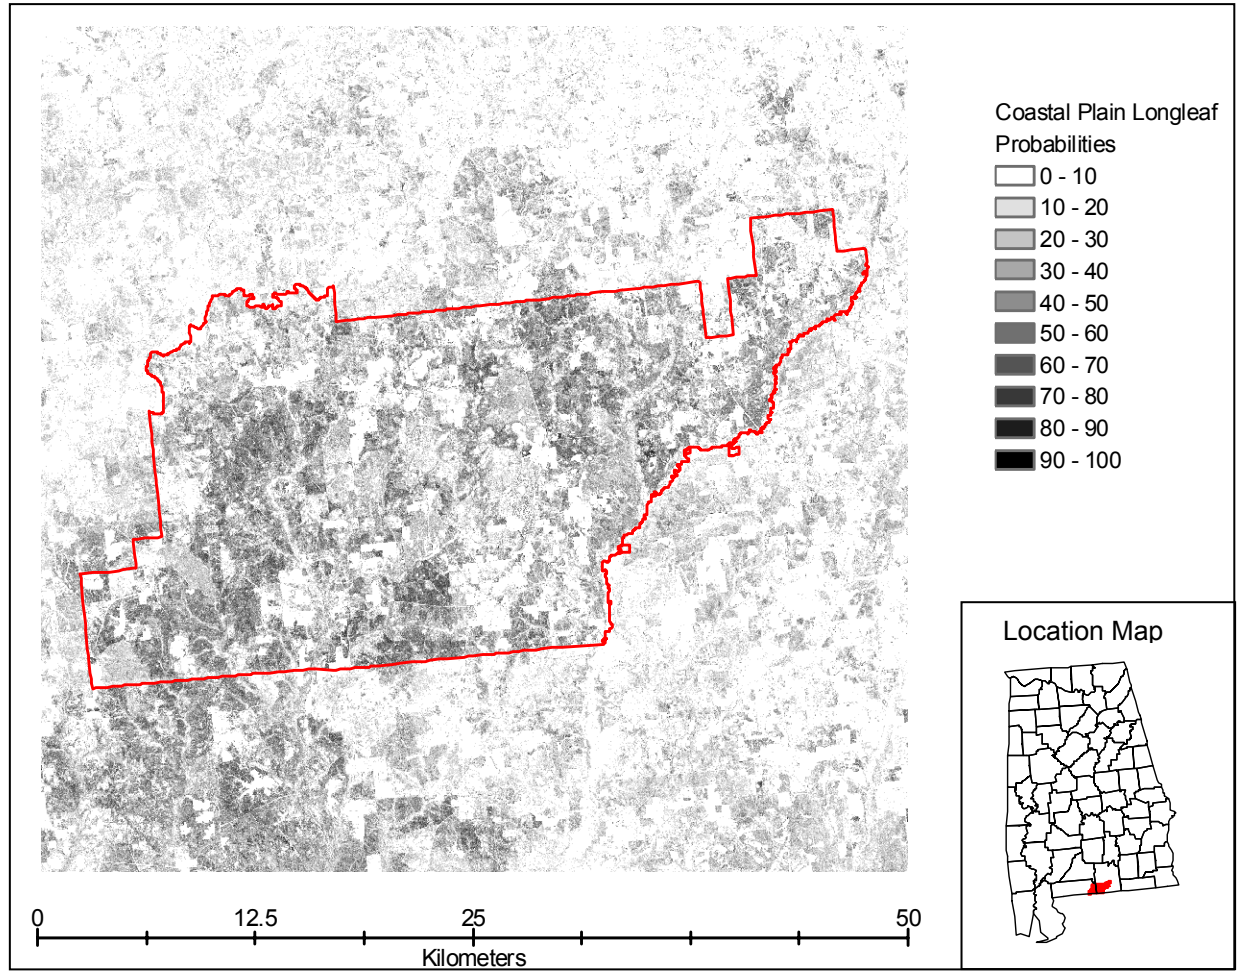 Coastal Plain Longleaf
Probabilities
0 - 10
10 - 20
20 - 30
30 - 40
40 - 50
50 - 60
60 - 70
70 - 80
80 - 90
90 - 100
Location Map
0 12.5 25 50
Kilometers